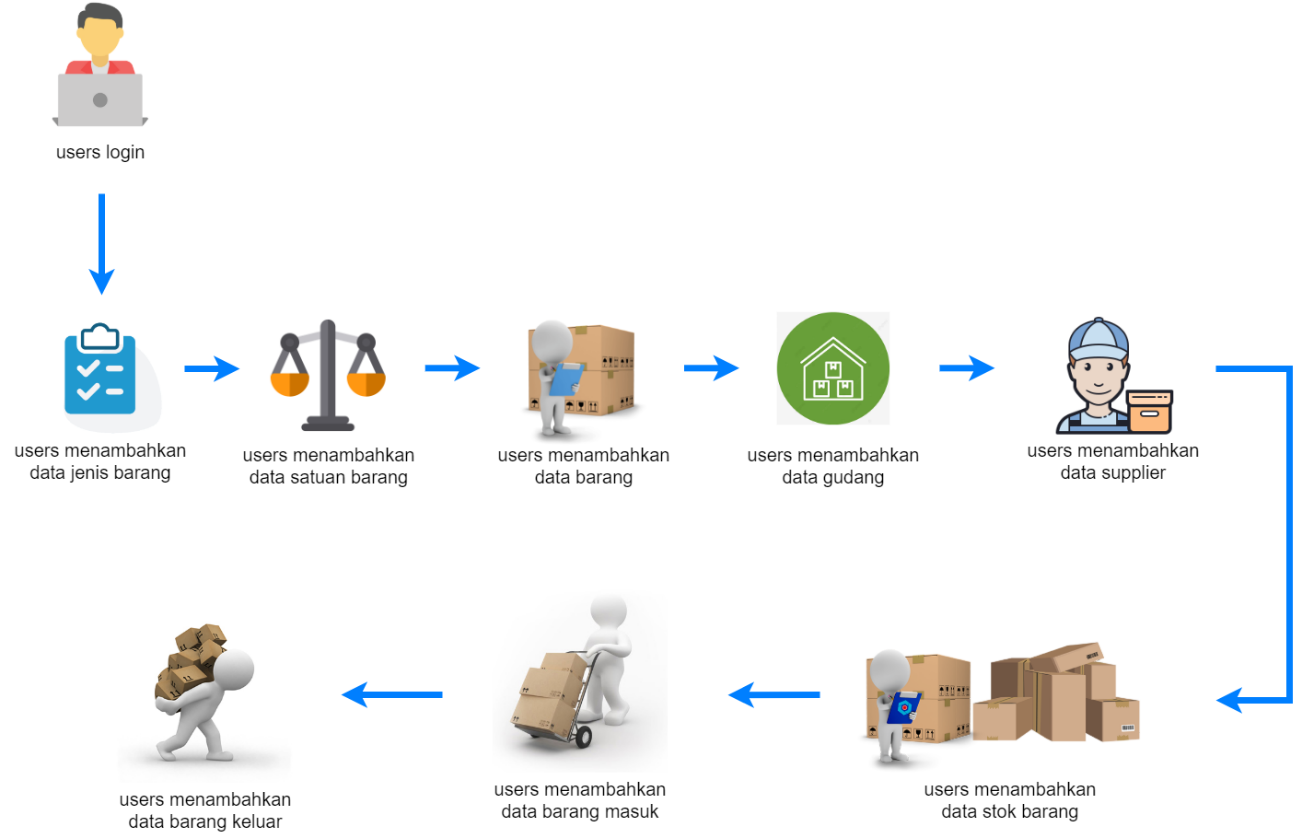 users login
users menambahkan
data jenis barang
users menambahkan
data satuan barang
users menambahkan
data barang
users menambahkan
data gudang
users menambahkan
data supplier
users menambahkan
data barang keluar
users menambahkan
data barang masuk
users menambahkan
data stok barang